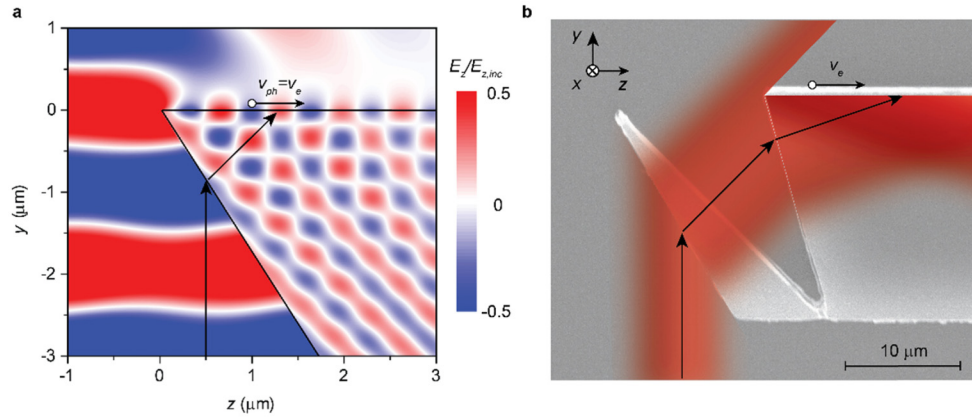 a
1
0
-1
-2
-3
-1
0
1
2
3
y (μm)
z (μm)
v_ph=v_e
E_z/E_z,inc
0.5
0
-0.5
b
y
x
z
v_e
10 μm